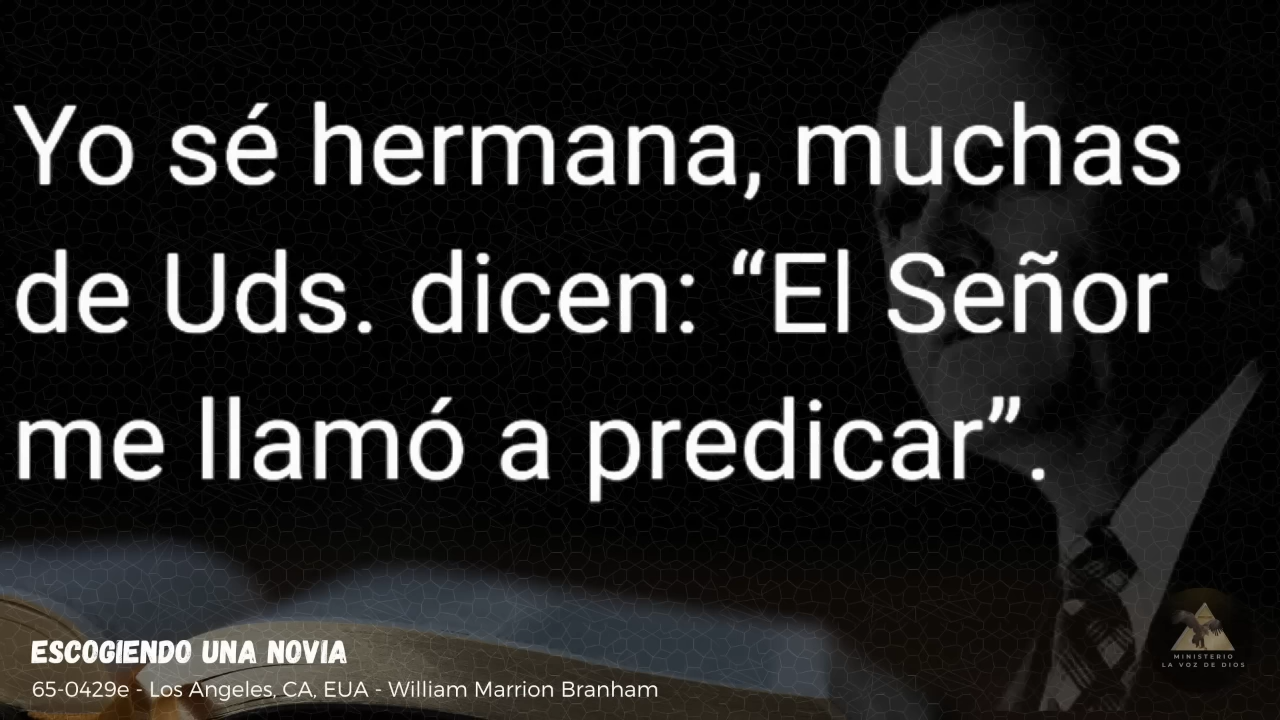 Yo sé hermana, muchas
de Uds. dicen: “El Señor
me llamó a predicar”.
ESCOGIENDO UNA NOVIA
65-0429e - Los Angeles, CA, EUA - William Marrion Branham
MINISTERIO
LA VOZ DE DIOS